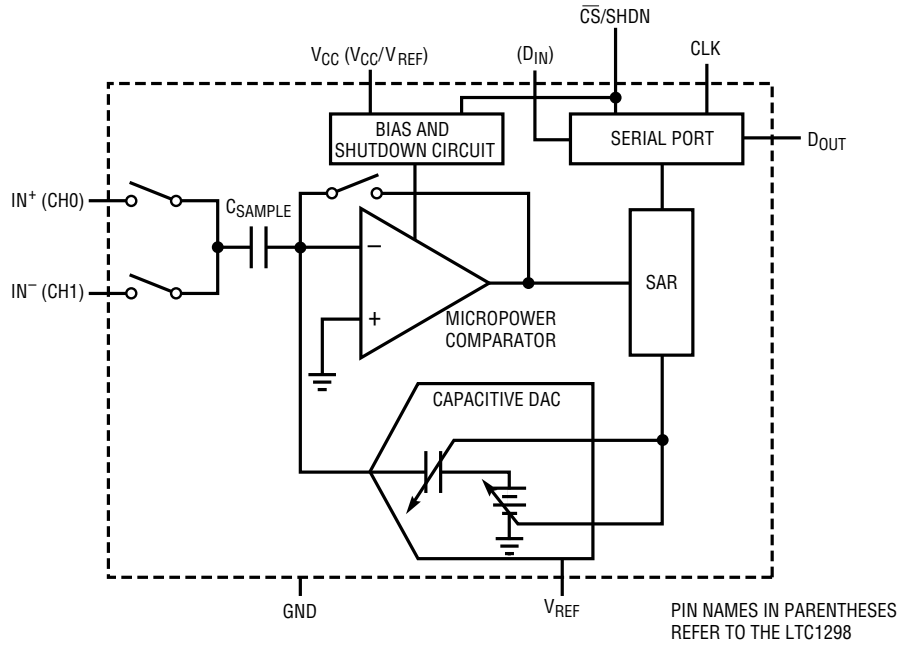 C̅S̅/SHDN
VCC (VCC/VREF)
(DIN)
CLK
BIAS AND
SHUTDOWN CIRCUIT
SERIAL PORT
DOUT
IN+ (CH0)
CSAMPLE
IN– (CH1)
–
+
SAR
MICROPOWER
COMPARATOR
CAPACITIVE DAC
GND
VREF
PIN NAMES IN PARENTHESES
REFER TO THE LTC1298